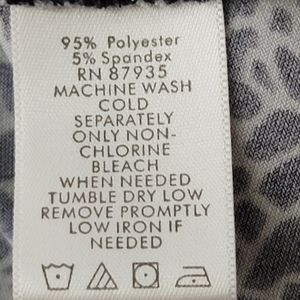 95% Polyester
5% Spandex
RN 87935
MACHINE WASH
COLD
SEPARATELY
ONLY NON-
CHLORINE
BLEACH
WHEN NEEDED
TUMBLE DRY LOW
REMOVE PROMPTLY
LOW IRON IF
NEEDED